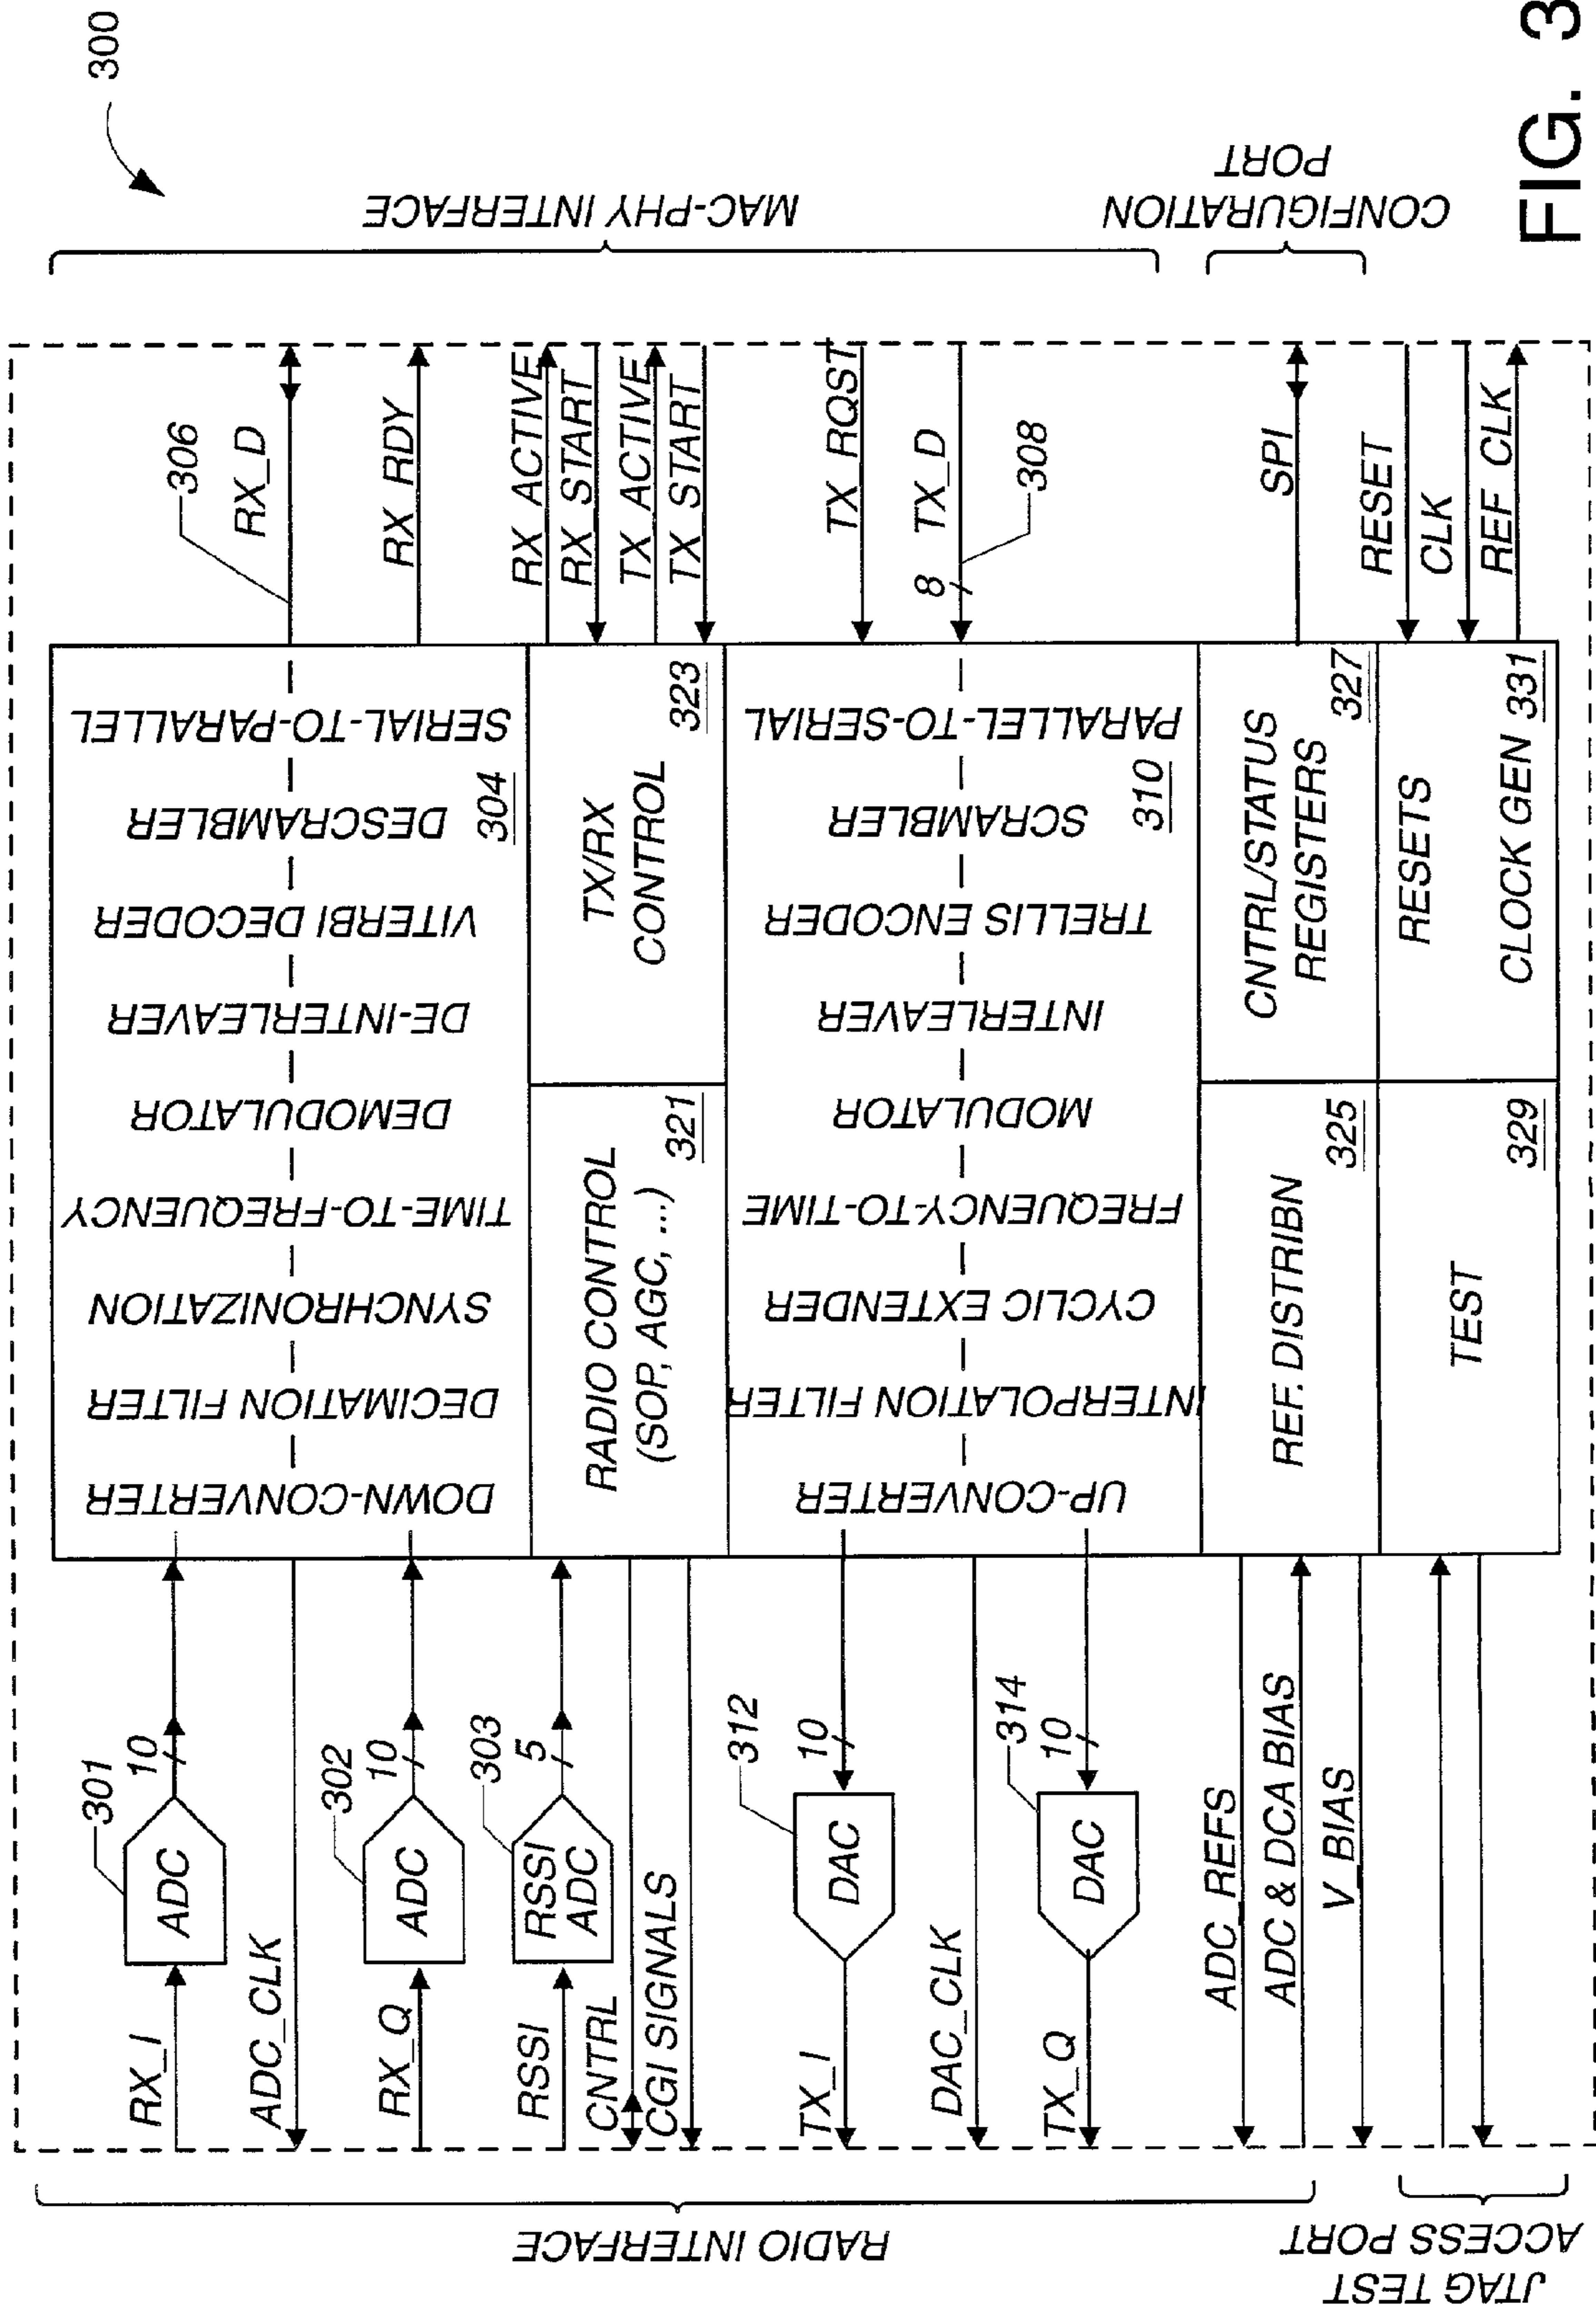 300
RADIO INTERFACE
JTAG TEST
ACCESS PORT
RX_I
301
ADC
10
ADC_CLK
RX_Q
302
ADC
10
RSSI
303
RSSI
ADC
5
CNTRL
CGI SIGNALS
TX_I
312
DAC
10
DAC_CLK
TX_Q
314
DAC
10
ADC_REFS
ADC & DCA BIAS
V_BIAS
DOWN-CONVERTER
DECIMATION FILTER
SYNCHRONIZATION
TIME-TO-FREQUENCY
DEMODULATOR
DE-INTERLEAVER
VITERBI DECODER
DESCRAMBLER
SERIAL-TO-PARALLEL
304
RADIO CONTROL
(SOP, AGC, ...)
321
TX/RX
CONTROL
323
UP-CONVERTER
INTERPOLATION FILTER
CYCLIC EXTENDER
FREQUENCY-TO-TIME
MODULATOR
INTERLEAVER
TRELLIS ENCODER
SCRAMBLER
PARALLEL-TO-SERIAL
310
REF. DISTRIBN
325
CNTRL/STATUS
REGISTERS
327
TEST
329
RESETS
CLOCK GEN
331
306
RX_D
RX_RDY
RX_ACTIVE
RX_START
TX_ACTIVE
TX_START
TX_RQST
8
TX_D
308
SPI
RESET
CLK
REF_CLK
MAC-PHY INTERFACE
CONFIGURATION
PORT
FIG. 3